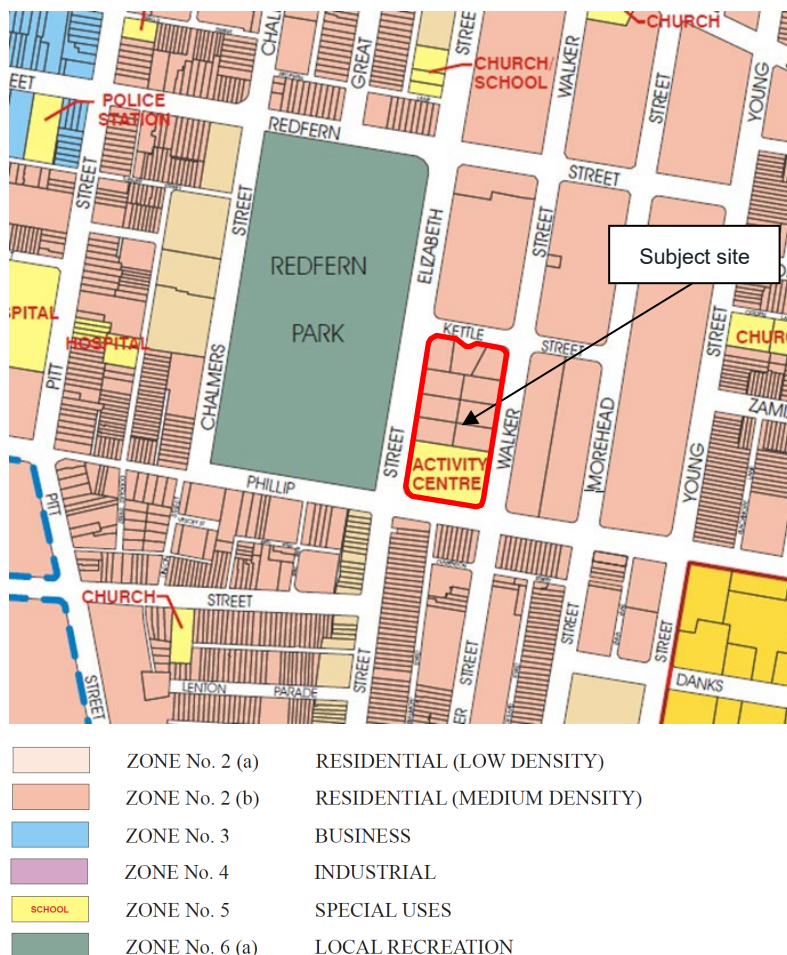 CHURCH
CHURCH/
SCHOOL
GREAT
STREE
WALKER
YOUNG
CHAL
EET
POLICE
STATION
REDFERN
STREET
STREET
STREET
STREET
ELIZABETH
STREET
Subject site
REDFERN
PARK
KETTLE
STREET
SPITAL
HOSPITAL
CHURC
PITT
CHALMERS
STREET
ZAML
STREET
WALKER
MOREHEAD
YOUNG
ACTIVITY
CENTRE
PHILLIP
PITT
CHURCH
STREET
STREET
STREET
STREET
STREET
STREET
LENTON PARADE
DANKS
ER
ZONE No. 2 (a) RESIDENTIAL (LOW DENSITY)
ZONE No. 2 (b) RESIDENTIAL (MEDIUM DENSITY)
ZONE No. 3 BUSINESS
ZONE No. 4 INDUSTRIAL
SCHOOL ZONE No. 5 SPECIAL USES
ZONE No. 6 (a) LOCAL RECREATION